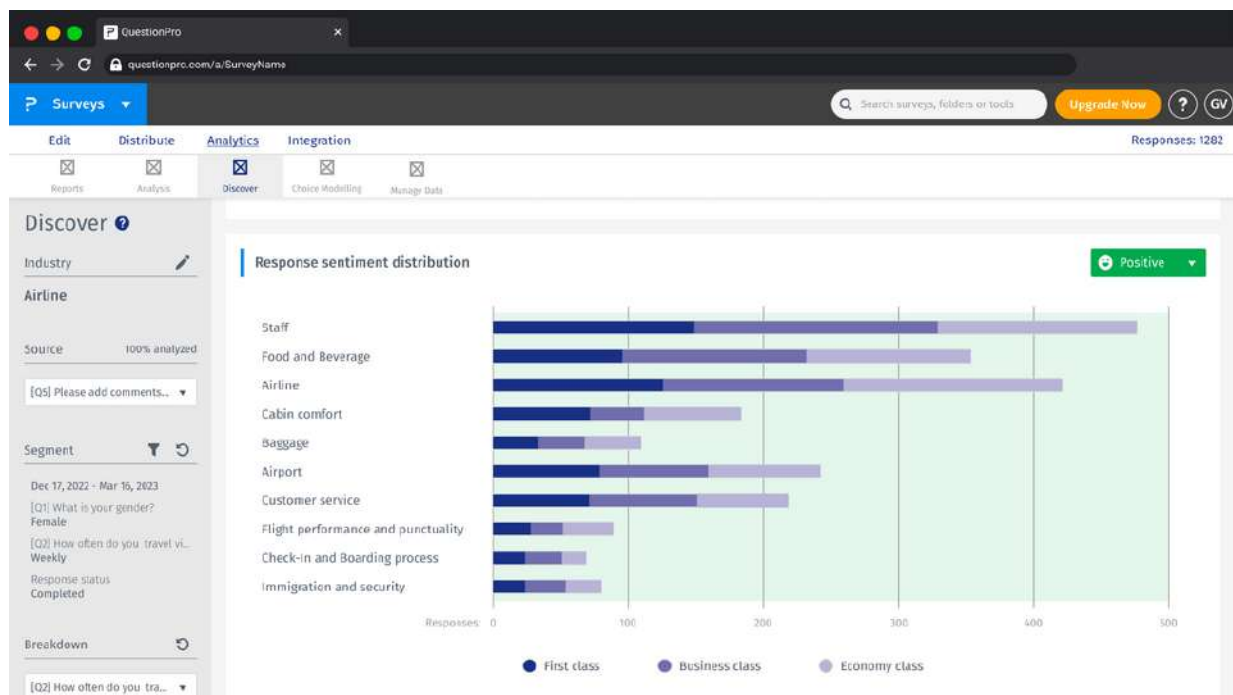 QuestionPro
questionpro.com/a/SurveyName
Surveys
Search surveys, folders or tools
Upgrade Now
?
GV
Edit
Distribute
Analytics
Integration
Responses: 1282
Reports
Analysis
Discover
Choice Modelling
Manage Data
Discover
Industry
Airline
Source
100% analyzed
[Q5] Please add comments...
Segment
Dec 17, 2022 - Mar 16, 2023
[Q1] What is your gender?
Female
[Q2] How often do you travel vi...
Weekly
Response status
Completed
Breakdown
[Q2] How often do you tra...
Response sentiment distribution
Positive
Staff
Food and Beverage
Airline
Cabin comfort
Baggage
Airport
Customer service
Flight performance and punctuality
Check-in and Boarding process
Immigration and security
Responses: 0 100 200 300 400 500
First class
Business class
Economy class